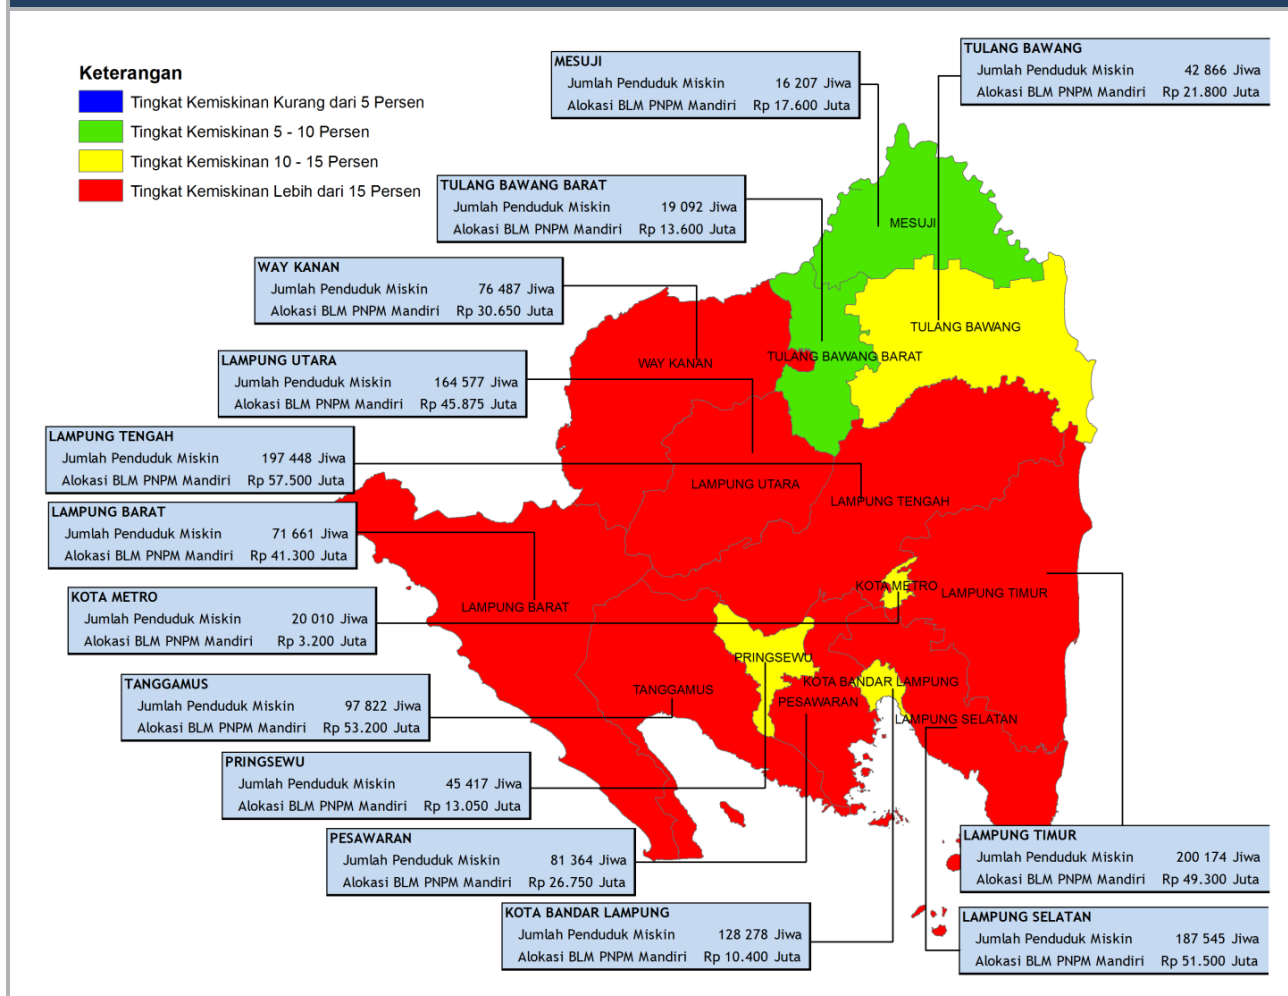 Keterangan
Tingkat Kemiskinan Kurang dari 5 Persen
Tingkat Kemiskinan 5 - 10 Persen
Tingkat Kemiskinan 10 - 15 Persen
Tingkat Kemiskinan Lebih dari 15 Persen
MESUJI
Jumlah Penduduk Miskin 16 207 Jiwa
Alokasi BLM PNPM Mandiri Rp 17.600 Juta
TULANG BAWANG
Jumlah Penduduk Miskin 42 866 Jiwa
Alokasi BLM PNPM Mandiri Rp 21.800 Juta
TULANG BAWANG BARAT
Jumlah Penduduk Miskin 19 092 Jiwa
Alokasi BLM PNPM Mandiri Rp 13.600 Juta
WAY KANAN
Jumlah Penduduk Miskin 76 487 Jiwa
Alokasi BLM PNPM Mandiri Rp 30.650 Juta
LAMPUNG UTARA
Jumlah Penduduk Miskin 164 577 Jiwa
Alokasi BLM PNPM Mandiri Rp 45.875 Juta
LAMPUNG TENGAH
Jumlah Penduduk Miskin 197 448 Jiwa
Alokasi BLM PNPM Mandiri Rp 57.500 Juta
LAMPUNG BARAT
Jumlah Penduduk Miskin 71 661 Jiwa
Alokasi BLM PNPM Mandiri Rp 41.300 Juta
KOTA METRO
Jumlah Penduduk Miskin 20 010 Jiwa
Alokasi BLM PNPM Mandiri Rp 3.200 Juta
TANGGAMUS
Jumlah Penduduk Miskin 97 822 Jiwa
Alokasi BLM PNPM Mandiri Rp 53.200 Juta
PRINGSEWU
Jumlah Penduduk Miskin 45 417 Jiwa
Alokasi BLM PNPM Mandiri Rp 13.050 Juta
PESAWARAN
Jumlah Penduduk Miskin 81 364 Jiwa
Alokasi BLM PNPM Mandiri Rp 26.750 Juta
KOTA BANDAR LAMPUNG
Jumlah Penduduk Miskin 128 278 Jiwa
Alokasi BLM PNPM Mandiri Rp 10.400 Juta
LAMPUNG TIMUR
Jumlah Penduduk Miskin 200 174 Jiwa
Alokasi BLM PNPM Mandiri Rp 49.300 Juta
LAMPUNG SELATAN
Jumlah Penduduk Miskin 187 545 Jiwa
Alokasi BLM PNPM Mandiri Rp 51.500 Juta
MESUJI
TULANG BAWANG
TULANG BAWANG BARAT
WAY KANAN
LAMPUNG UTARA
LAMPUNG TENGAH
KOTA METRO
LAMPUNG TIMUR
LAMPUNG BARAT
PRINGSEWU
KOTA BANDAR LAMPUNG
TANGGAMUS
PESAWARAN
LAMPUNG SELATAN